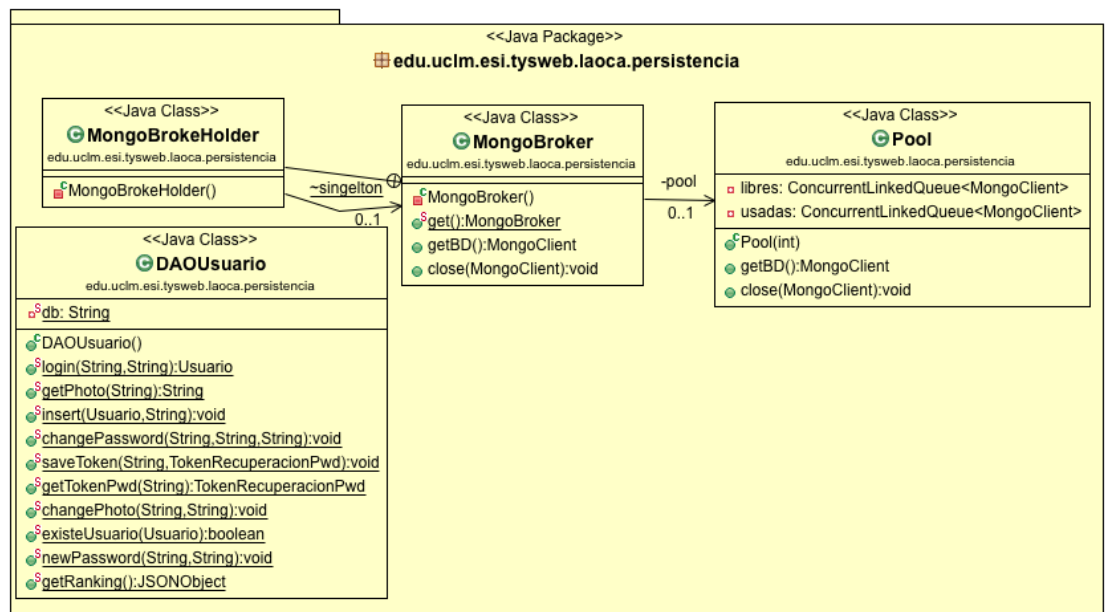 <<Java Package>>
edu.uclm.esi.tysweb.laoca.persistencia
<<Java Class>>
MongoBrokeHolder
edu.uclm.esi.tysweb.laoca.persistencia
MongoBrokeHolder()
~singelton
0..1
<<Java Class>>
MongoBroker
edu.uclm.esi.tysweb.laoca.persistencia
MongoBroker()
get():MongoBroker
getBD():MongoClient
close(MongoClient):void
-pool
0..1
<<Java Class>>
Pool
edu.uclm.esi.tysweb.laoca.persistencia
libres: ConcurrentLinkedQueue<MongoClient>
usadas: ConcurrentLinkedQueue<MongoClient>
Pool(int)
getBD():MongoClient
close(MongoClient):void
<<Java Class>>
DAOUsuario
edu.uclm.esi.tysweb.laoca.persistencia
db: String
DAOUsuario()
login(String,String):Usuario
getPhoto(String):String
insert(Usuario,String):void
changePassword(String,String,String):void
saveToken(String,TokenRecuperacionPwd):void
getTokenPwd(String):TokenRecuperacionPwd
changePhoto(String,String):void
existeUsuario(Usuario):boolean
newPassword(String,String):void
getRanking():JSONObject